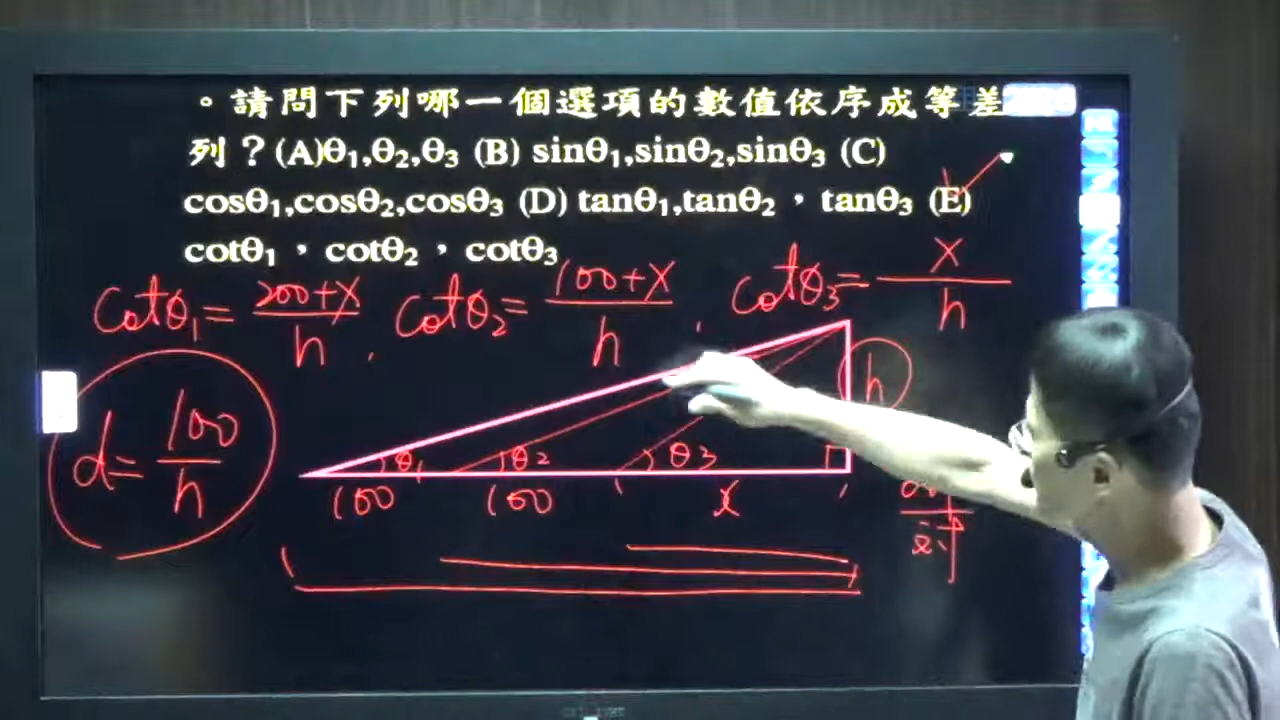 。請問下列哪一個選項的數值依序成等差
列？(A)θ₁,θ₂,θ₃ (B) sinθ₁,sinθ₂,sinθ₃ (C)
cosθ₁,cosθ₂,cosθ₃ (D) tanθ₁,tanθ₂，tanθ₃ (E)
cotθ₁，cotθ₂，cotθ₃
cotθ₁= 200+x / h , cotθ₂= 100+x / h , cotθ₃= x / h
d= 100 / h
h
θ₁ θ₂ θ₃
100 100 x
對